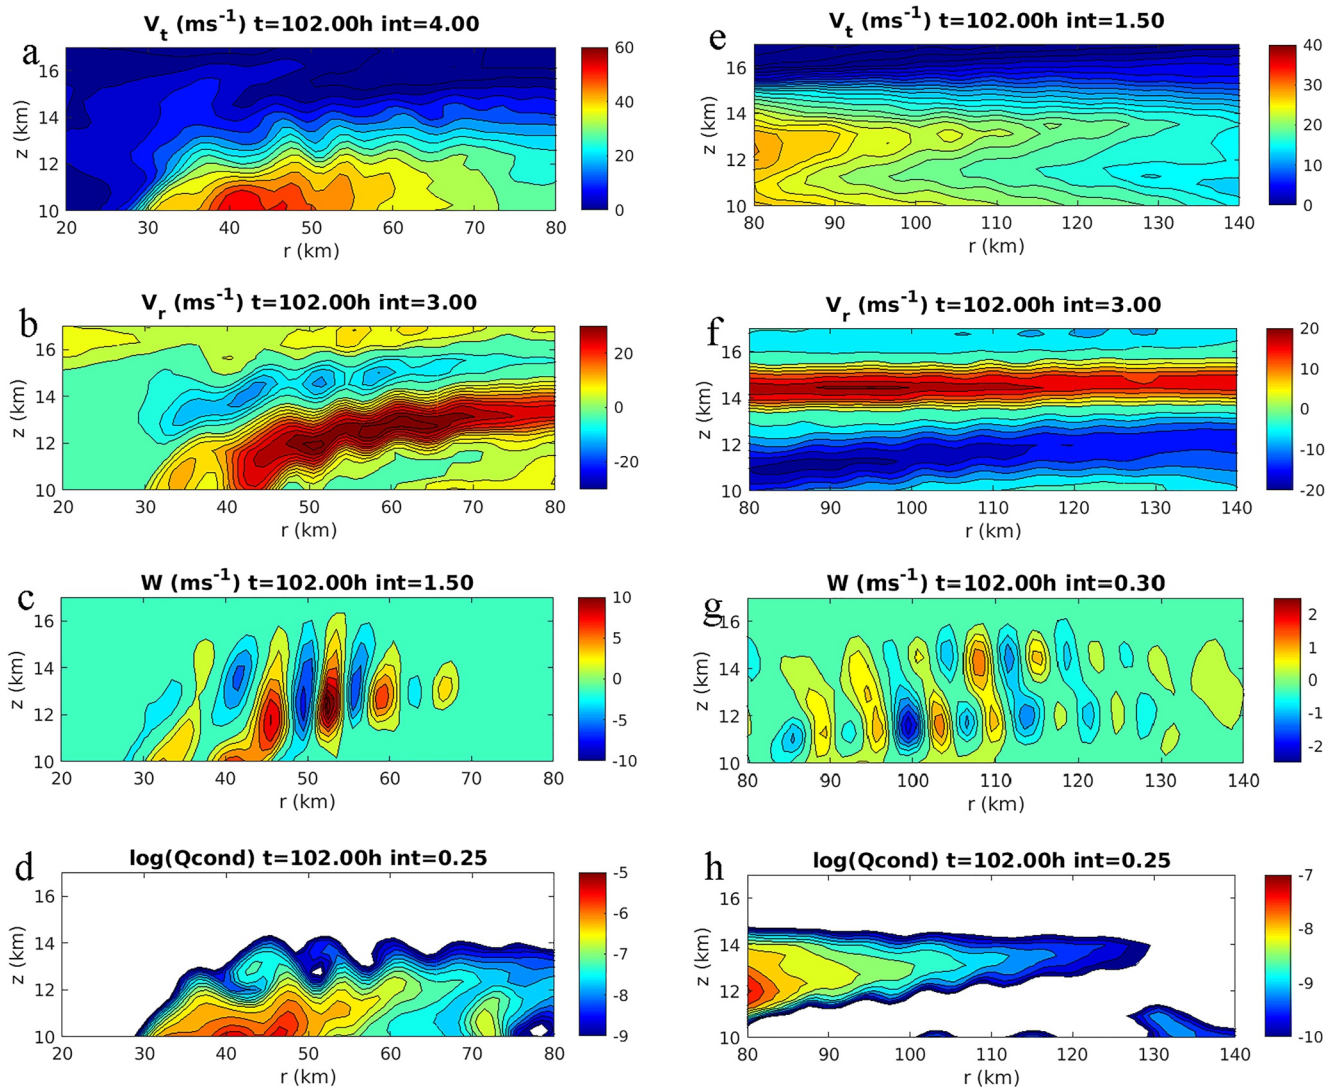 a
V_t (ms^-1) t=102.00h int=4.00
z (km)
16
14
12
10
20 30 40 50 60 70 80
r (km)
60
40
20
0
e
V_t (ms^-1) t=102.00h int=1.50
z (km)
16
14
12
10
80 90 100 110 120 130 140
r (km)
40
30
20
10
0
b
V_r (ms^-1) t=102.00h int=3.00
z (km)
16
14
12
10
20 30 40 50 60 70 80
r (km)
20
0
-20
f
V_r (ms^-1) t=102.00h int=3.00
z (km)
16
14
12
10
80 90 100 110 120 130 140
r (km)
20
10
0
-10
-20
c
W (ms^-1) t=102.00h int=1.50
z (km)
16
14
12
10
20 30 40 50 60 70 80
r (km)
10
5
0
-5
-10
g
W (ms^-1) t=102.00h int=0.30
z (km)
16
14
12
10
80 90 100 110 120 130 140
r (km)
2
1
0
-1
-2
d
log(Qcond) t=102.00h int=0.25
z (km)
16
14
12
10
20 30 40 50 60 70 80
r (km)
-5
-6
-7
-8
-9
h
log(Qcond) t=102.00h int=0.25
z (km)
16
14
12
10
80 90 100 110 120 130 140
r (km)
-7
-8
-9
-10